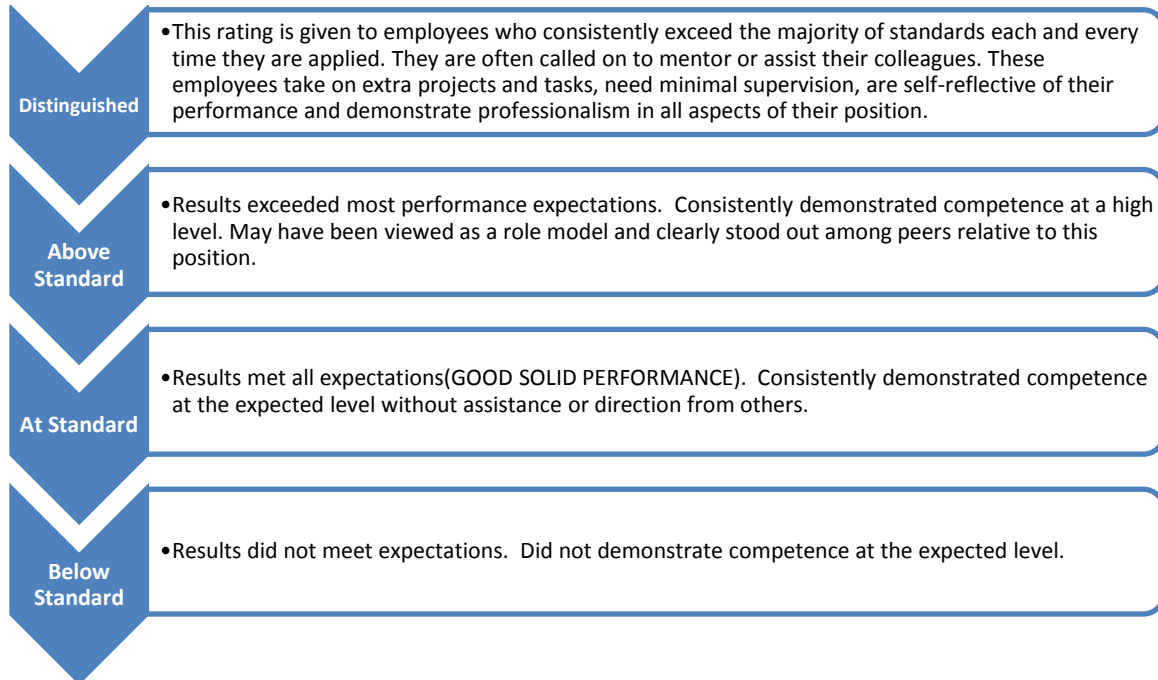 Distinguished
•This rating is given to employees who consistently exceed the majority of standards each and every
time they are applied. They are often called on to mentor or assist their colleagues. These
employees take on extra projects and tasks, need minimal supervision, are self-reflective of their
performance and demonstrate professionalism in all aspects of their position.
Above
Standard
•Results exceeded most performance expectations.  Consistently demonstrated competence at a high
level. May have been viewed as a role model and clearly stood out among peers relative to this
position.
At Standard
•Results met all expectations(GOOD SOLID PERFORMANCE).  Consistently demonstrated competence
at the expected level without assistance or direction from others.
Below
Standard
•Results did not meet expectations.  Did not demonstrate competence at the expected level.